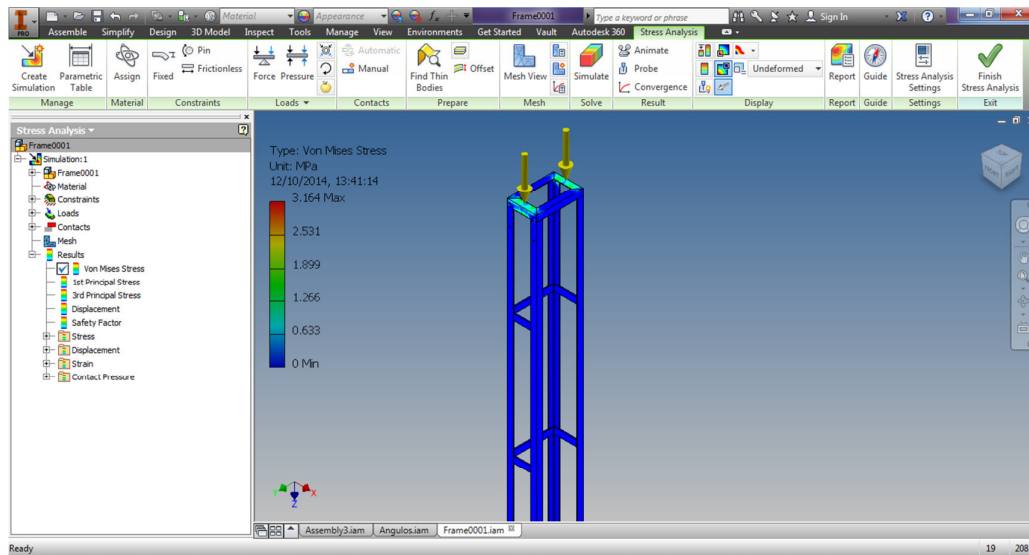 Material Appearance Frame0001 Type a keyword or phrase Sign In
PRO Assemble Simplify Design 3D Model Inspect Tools Manage View Environments Get Started Vault Autodesk 360 Stress Analysis
Create Simulation Parametric Table Assign Fixed Pin Frictionless Force Pressure Automatic Manual Find Thin Bodies Offset Mesh View Simulate Animate Probe Convergence Undeformed Report Guide Stress Analysis Settings Finish Stress Analysis
Manage Material Constraints Loads Contacts Prepare Mesh Solve Result Display Report Guide Settings Exit
Stress Analysis
Frame0001
Simulation:1
Frame0001
Material
Constraints
Loads
Contacts
Mesh
Results
Von Mises Stress
1st Principal Stress
3rd Principal Stress
Displacement
Safety Factor
Stress
Displacement
Strain
Contact Pressure
Type: Von Mises Stress
Unit: MPa
12/10/2014, 13:41:14
3.164 Max
2.531
1.899
1.266
0.633
0 Min
Y X
Z
Assembly3.iam Angulos.iam Frame0001.iam
Ready 19 208